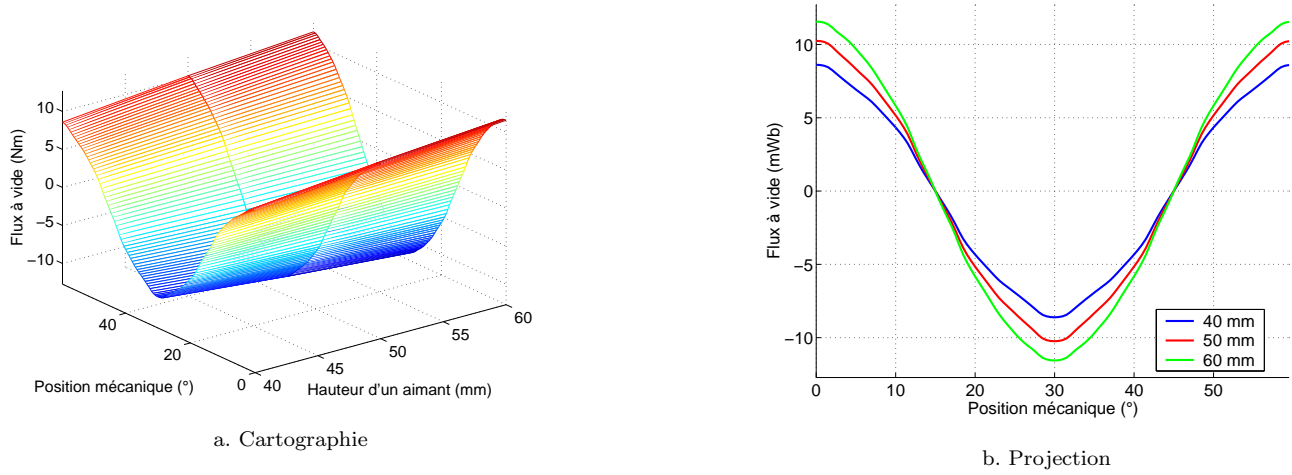 10
5
0
−5
−10
Flux à vide (Nm)
40
20
0
Position mécanique (°)
40
45
50
55
60
Hauteur d'un aimant (mm)
a. Cartographie
10
5
0
−5
−10
Flux à vide (mWb)
0
10
20
30
40
50
Position mécanique (°)
40 mm
50 mm
60 mm
b. Projection